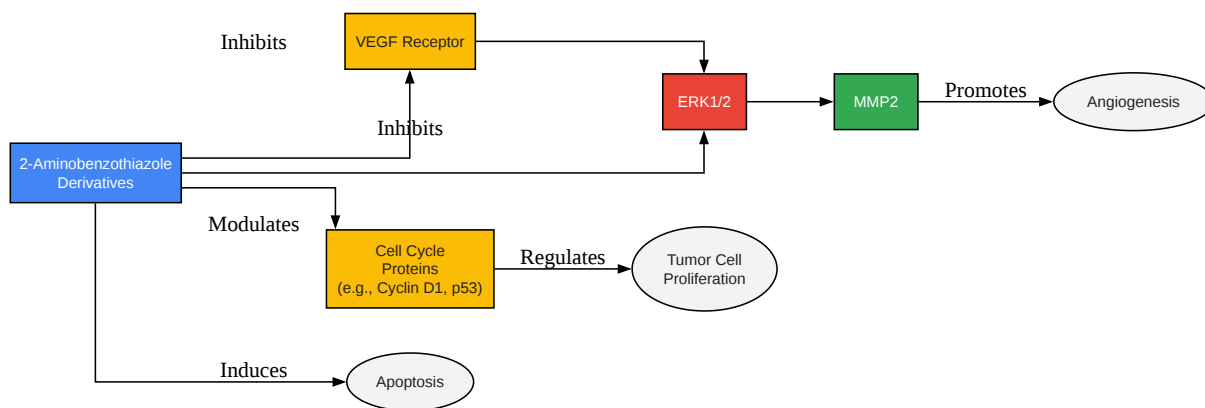 Inhibits
VEGF Receptor
ERK1/2
MMP2
Promotes
Angiogenesis
Inhibits
2-Aminobenzothiazole
Derivatives
Modulates
Cell Cycle
Proteins
(e.g., Cyclin D1, p53)
Regulates
Tumor Cell
Proliferation
Induces
Apoptosis